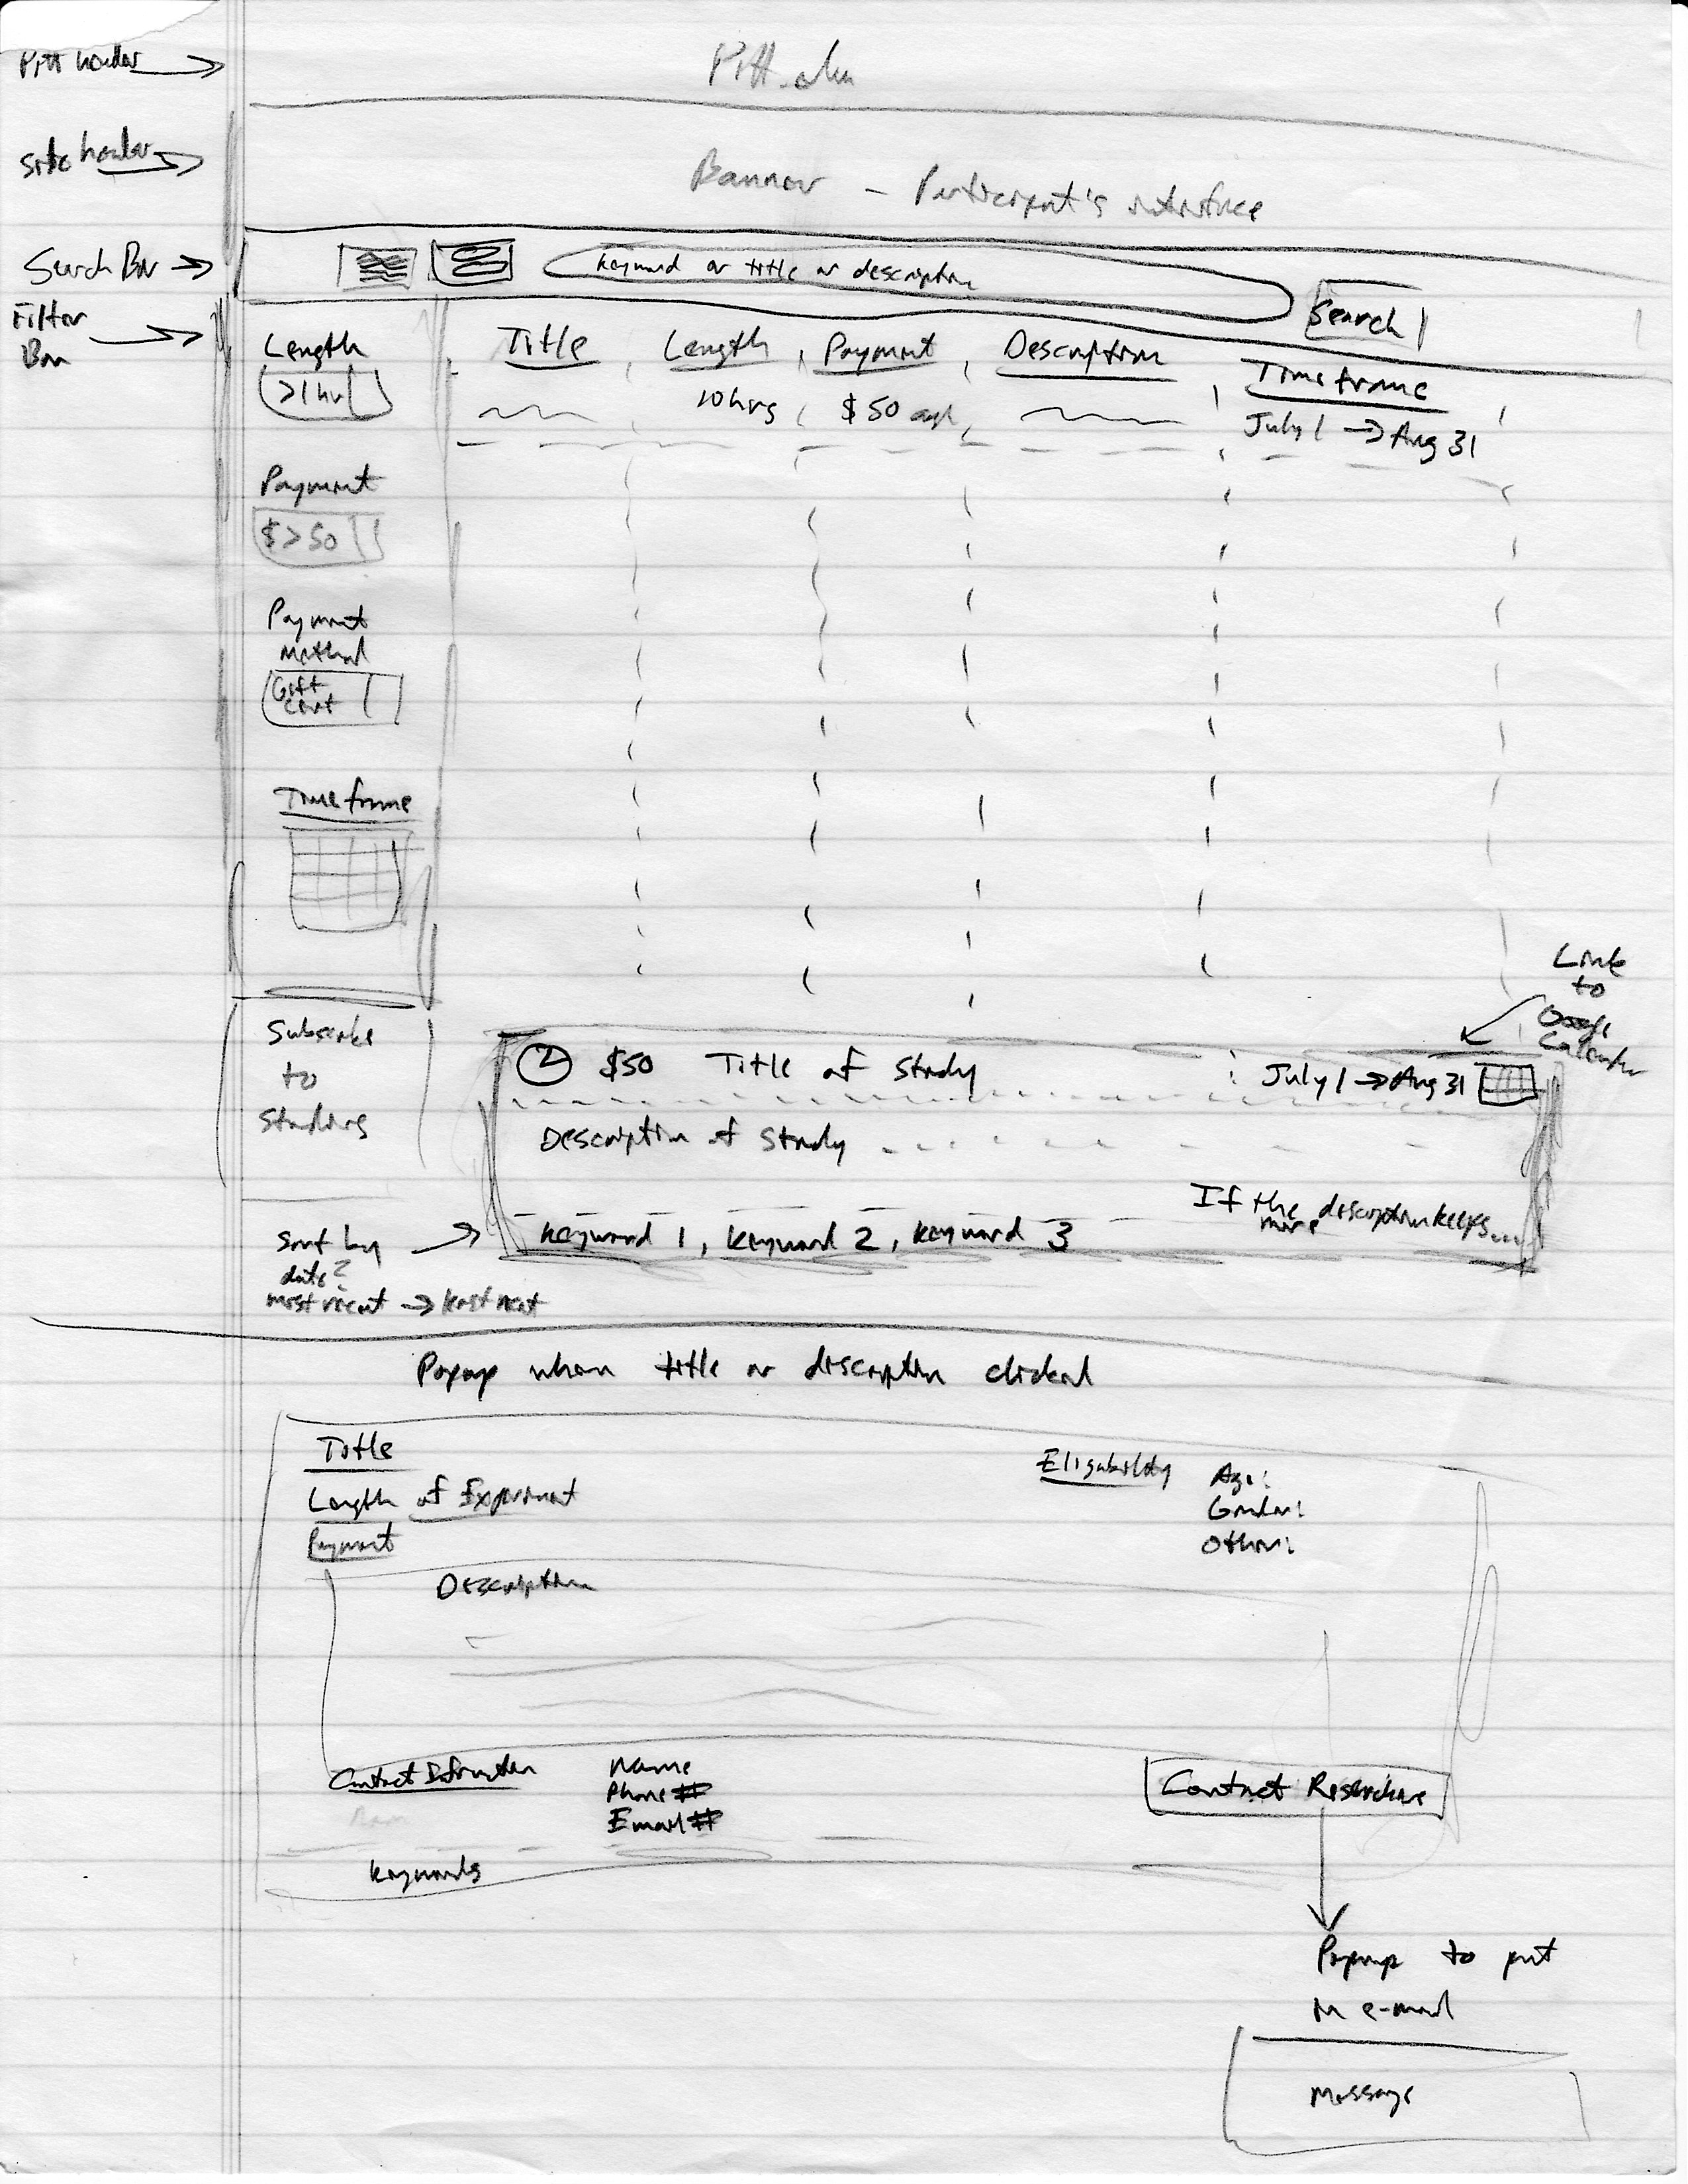 Pitt header
Pitt.edu
Site header
Banner - Participant's interface
Search Bar
keyword or title or description
Search
Filter
Bar
Length
>1 hr
Title
Length
Payment
Description
Timeframe
10hrs
$50
July 1 → Aug 31
Payment
$>50
Payment
Method
Gift
cert
Timeframe
Link
to
Google
Calendar
Subscribe
to
Studies
$50 Title of Study
July 1 → Aug 31
Description of Study
If the description keeps...
more
keyword 1, keyword 2, keyword 3
Sort by
date?
most recent → least recent
Popup when title or description clicked
Title
Length of Experiment
Payment
Eligibility
Age:
Gender:
Other:
Description
Contact Information
Name
Phone #
Email
Contact Researcher
keywords
Popup to put
in e-mail
Message